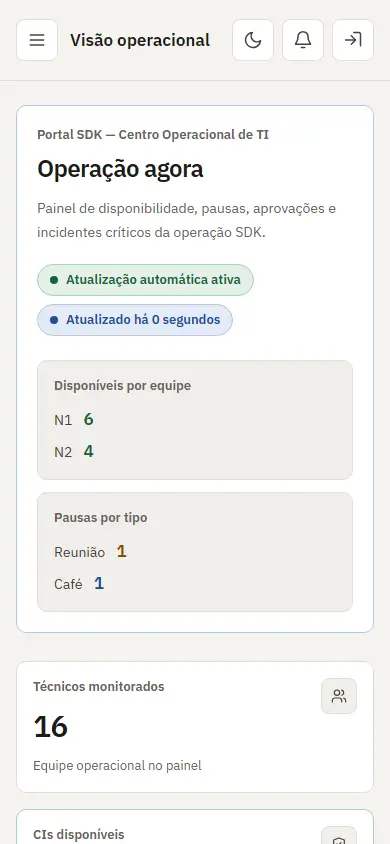 Visão operacional
Portal SDK — Centro Operacional de TI
Operação agora
Painel de disponibilidade, pausas, aprovações e
incidentes críticos da operação SDK.
Atualização automática ativa
Atualizado há 0 segundos
Disponíveis por equipe
N1 6
N2 4
Pausas por tipo
Reunião 1
Café 1
Técnicos monitorados
16
Equipe operacional no painel
CIs disponíveis